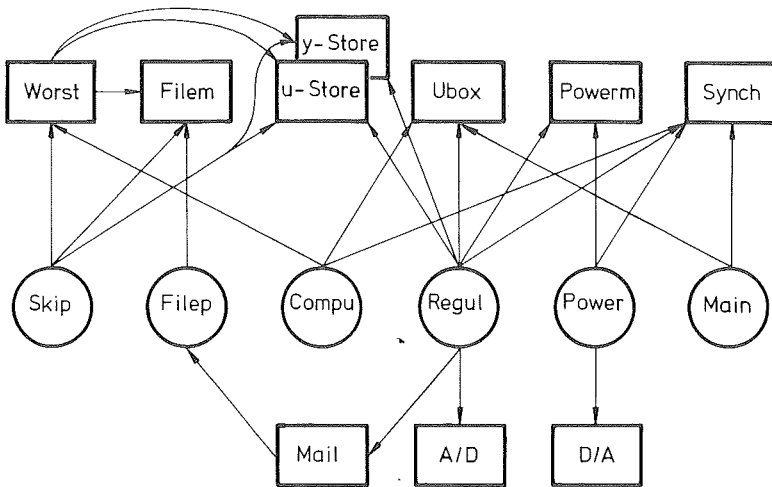 y-Store
Worst
Filem
u-Store
Ubox
Powerm
Synch
Skip
Filep
Compu
Regul
Power
Main
Mail
A/D
D/A